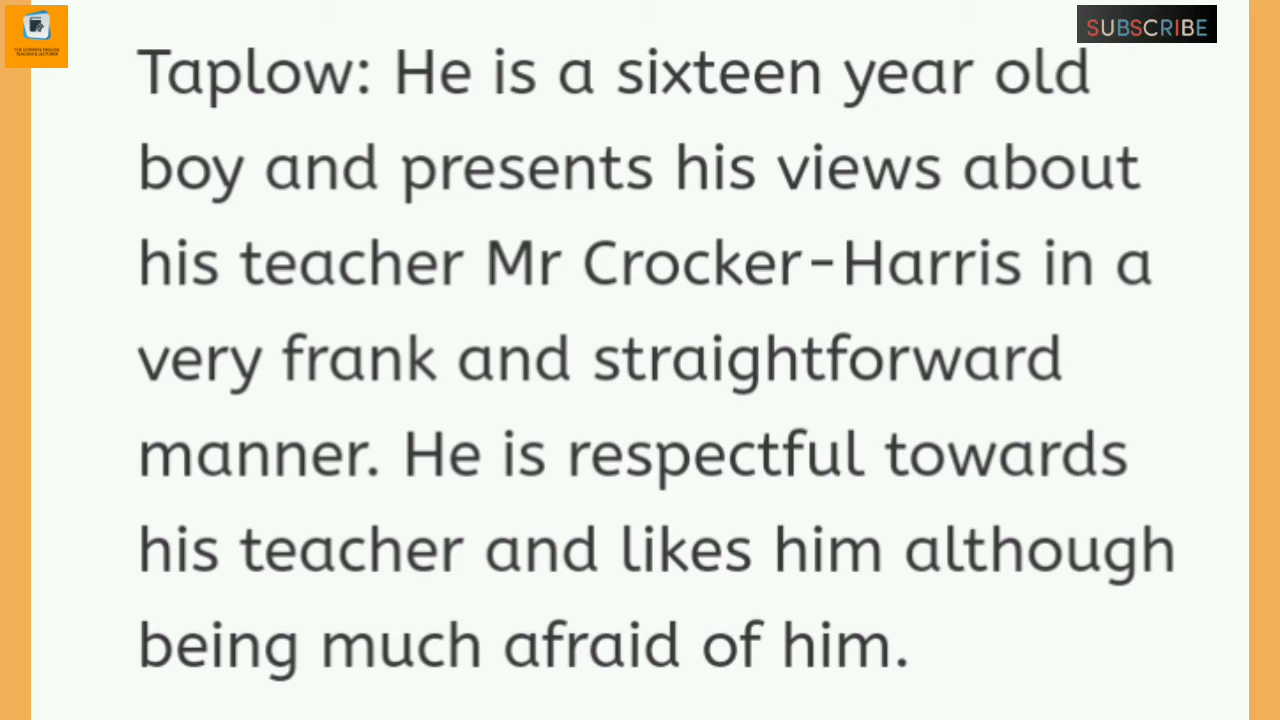 SUBSCRIBE
Taplow: He is a sixteen year old
boy and presents his views about
his teacher Mr Crocker-Harris in a
very frank and straightforward
manner. He is respectful towards
his teacher and likes him although
being much afraid of him.